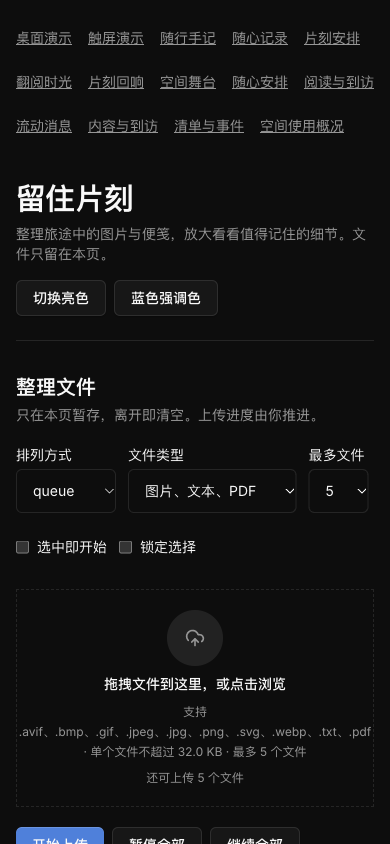 桌面演示 触屏演示 随行手记 随心记录 片刻安排
翻阅时光 片刻回响 空间舞台 随心安排 阅读与到访
流动消息 内容与到访 清单与事件 空间使用概况
留住片刻
整理旅途中的图片与便笺，放大看看值得记住的细节。文
件只留在本页。
切换亮色 蓝色强调色
整理文件
只在本页暂存，离开即清空。上传进度由你推进。
排列方式 文件类型 最多文件
queue 图片、文本、PDF 5
选中即开始 锁定选择
拖拽文件到这里，或点击浏览
支持
.avif、.bmp、.gif、.jpeg、.jpg、.png、.svg、.webp、.txt、.pdf
· 单个文件不超过 32.0 KB · 最多 5 个文件
还可上传 5 个文件
开始上传 暂停全部 继续全部